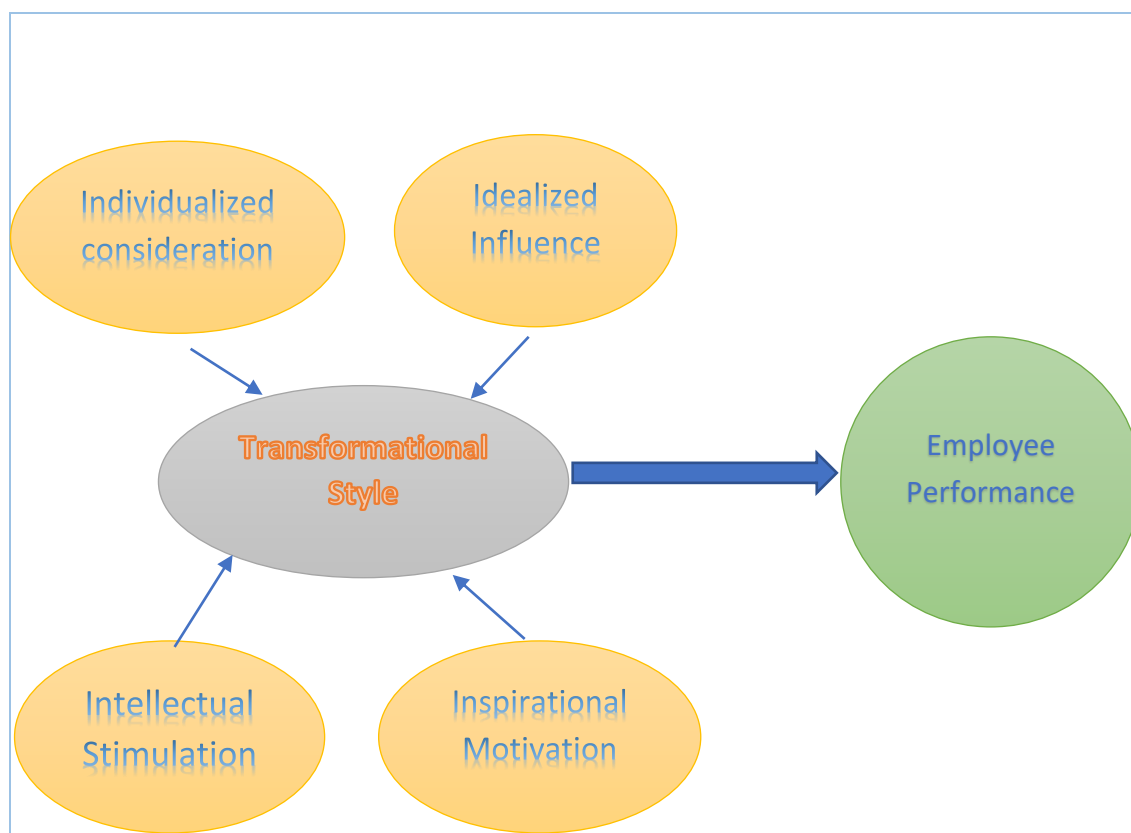 Individualized
consideration
Idealized
Influence
Transformational
Style
Employee
Performance
Intellectual
Stimulation
Inspirational
Motivation